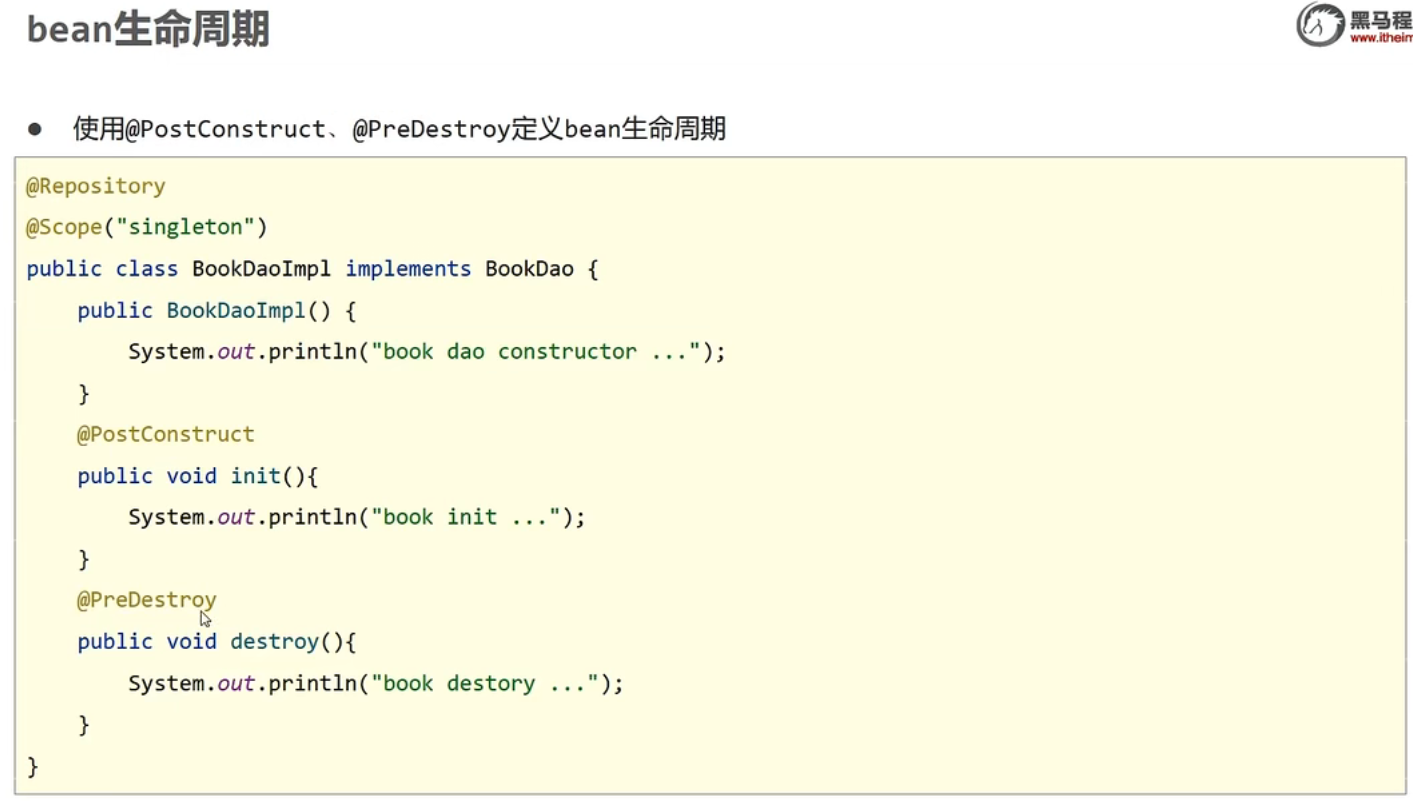 bean生命周期
黑马程
www.itheim
● 使用@PostConstruct、@PreDestroy定义bean生命周期
@Repository
@Scope("singleton")
public class BookDaoImpl implements BookDao {
    public BookDaoImpl() {
        System.out.println("book dao constructor ...");
    }
    @PostConstruct
    public void init(){
        System.out.println("book init ...");
    }
    @PreDestroy
    public void destroy(){
        System.out.println("book destory ...");
    }
}